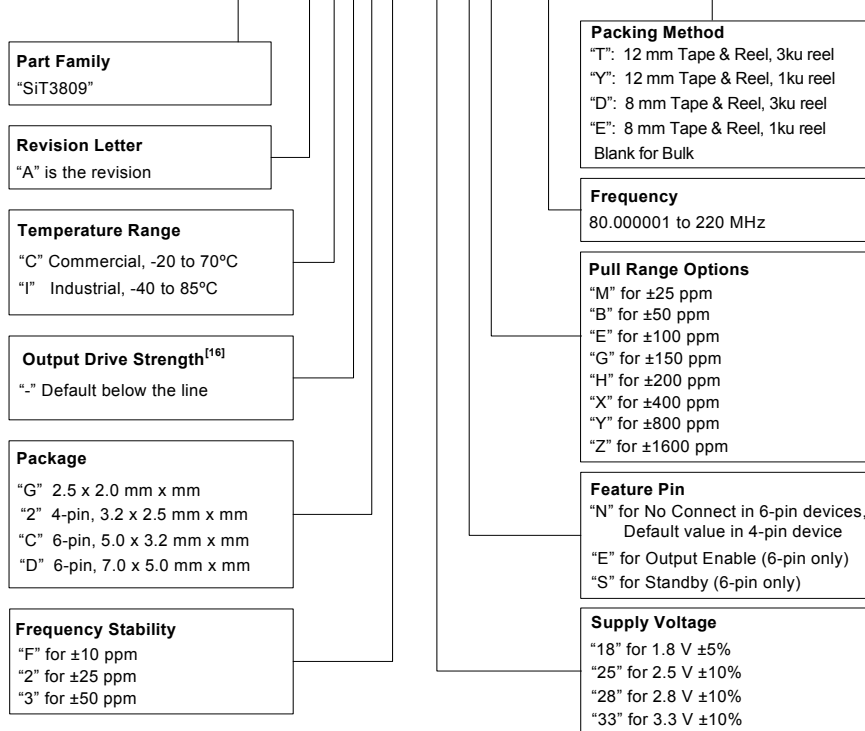 Part Family
“SiT3809”
Revision Letter
“A” is the revision
Temperature Range
“C” Commercial, -20 to 70ºC
“I” Industrial, -40 to 85ºC
Output Drive Strength[16]
“-” Default below the line
Package
“G” 2.5 x 2.0 mm x mm
“2” 4-pin, 3.2 x 2.5 mm x mm
“C” 6-pin, 5.0 x 3.2 mm x mm
“D” 6-pin, 7.0 x 5.0 mm x mm
Frequency Stability
“F” for ±10 ppm
“2” for ±25 ppm
“3” for ±50 ppm
Packing Method
“T”: 12 mm Tape & Reel, 3ku reel
“Y”: 12 mm Tape & Reel, 1ku reel
“D”: 8 mm Tape & Reel, 3ku reel
“E”: 8 mm Tape & Reel, 1ku reel
Blank for Bulk
Frequency
80.000001 to 220 MHz
Pull Range Options
“M” for ±25 ppm
“B” for ±50 ppm
“E” for ±100 ppm
“G” for ±150 ppm
“H” for ±200 ppm
“X” for ±400 ppm
“Y” for ±800 ppm
“Z” for ±1600 ppm
Feature Pin
“N” for No Connect in 6-pin devices,
Default value in 4-pin device
“E” for Output Enable (6-pin only)
“S” for Standby (6-pin only)
Supply Voltage
“18” for 1.8 V ±5%
“25” for 2.5 V ±10%
“28” for 2.8 V ±10%
“33” for 3.3 V ±10%